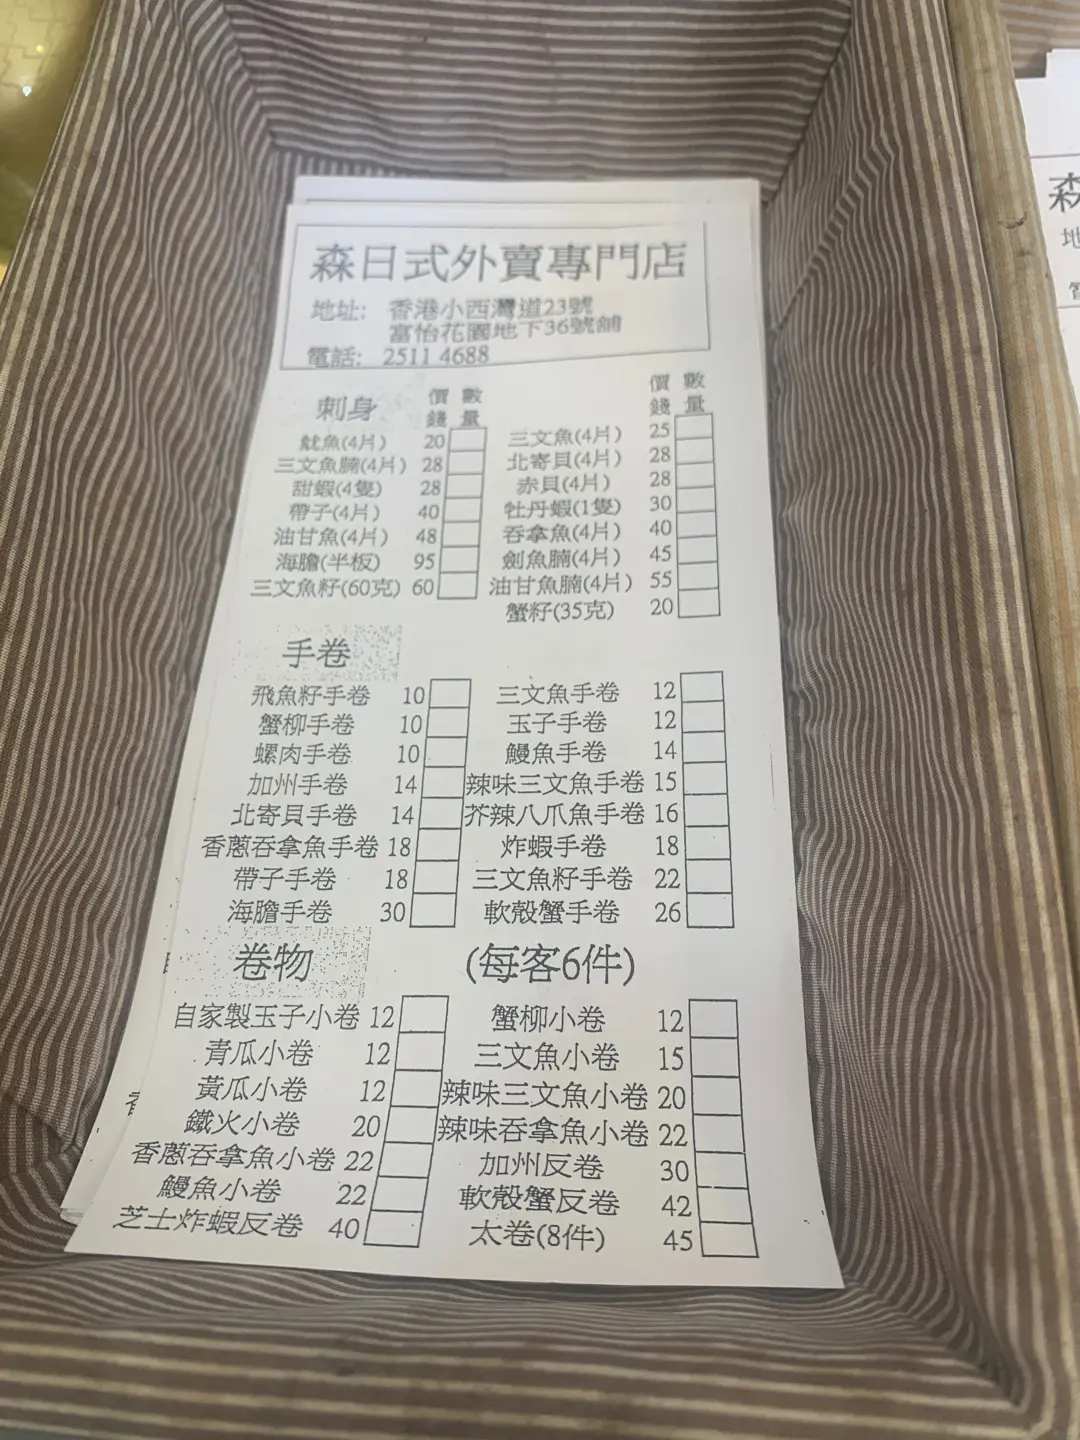 森日式外賣專門店
地址: 香港小西灣道23號
富怡花園地下36號舖
電話: 2511 4688
刺身 價錢 數量 價錢 數量
魷魚(4片) 20 三文魚(4片) 25
三文魚腩(4片) 28 北寄貝(4片) 28
甜蝦(4隻) 28 赤貝(4片) 28
帶子(4片) 40 牡丹蝦(1隻) 30
油甘魚(4片) 48 吞拿魚(4片) 40
海膽(半板) 95 劍魚腩(4片) 45
三文魚籽(60克) 60 油甘魚腩(4片) 55
蟹籽(35克) 20
手卷
飛魚籽手卷 10 三文魚手卷 12
蟹柳手卷 10 玉子手卷 12
螺肉手卷 10 鰻魚手卷 14
加州手卷 14 辣味三文魚手卷 15
北寄貝手卷 14 芥辣八爪魚手卷 16
香蔥吞拿魚手卷 18 炸蝦手卷 18
帶子手卷 18 三文魚籽手卷 22
海膽手卷 30 軟殼蟹手卷 26
卷物 (每客6件)
自家製玉子小卷 12 蟹柳小卷 12
青瓜小卷 12 三文魚小卷 15
黃瓜小卷 12 辣味三文魚小卷 20
鐵火小卷 20 辣味吞拿魚小卷 22
香蔥吞拿魚小卷 22 加州反卷 30
鰻魚小卷 22 軟殼蟹反卷 42
芝士炸蝦反卷 40 太卷(8件) 45
森
地